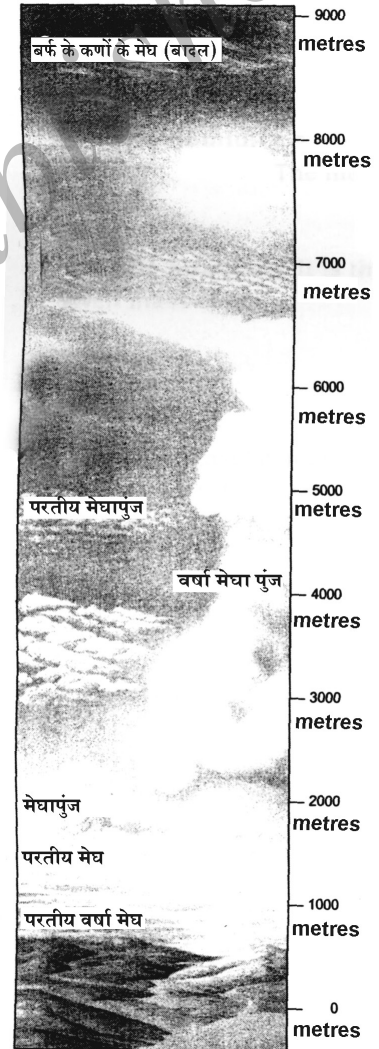 9000
metres
बर्फ के कणों के मेघ (बादल)
8000
metres
7000
metres
6000
metres
5000
metres
परतीय मेघापुंज
वर्षा मेघा पुंज
4000
metres
3000
metres
2000
metres
मेघापुंज
परतीय मेघ
1000
metres
परतीय वर्षा मेघ
0
metres